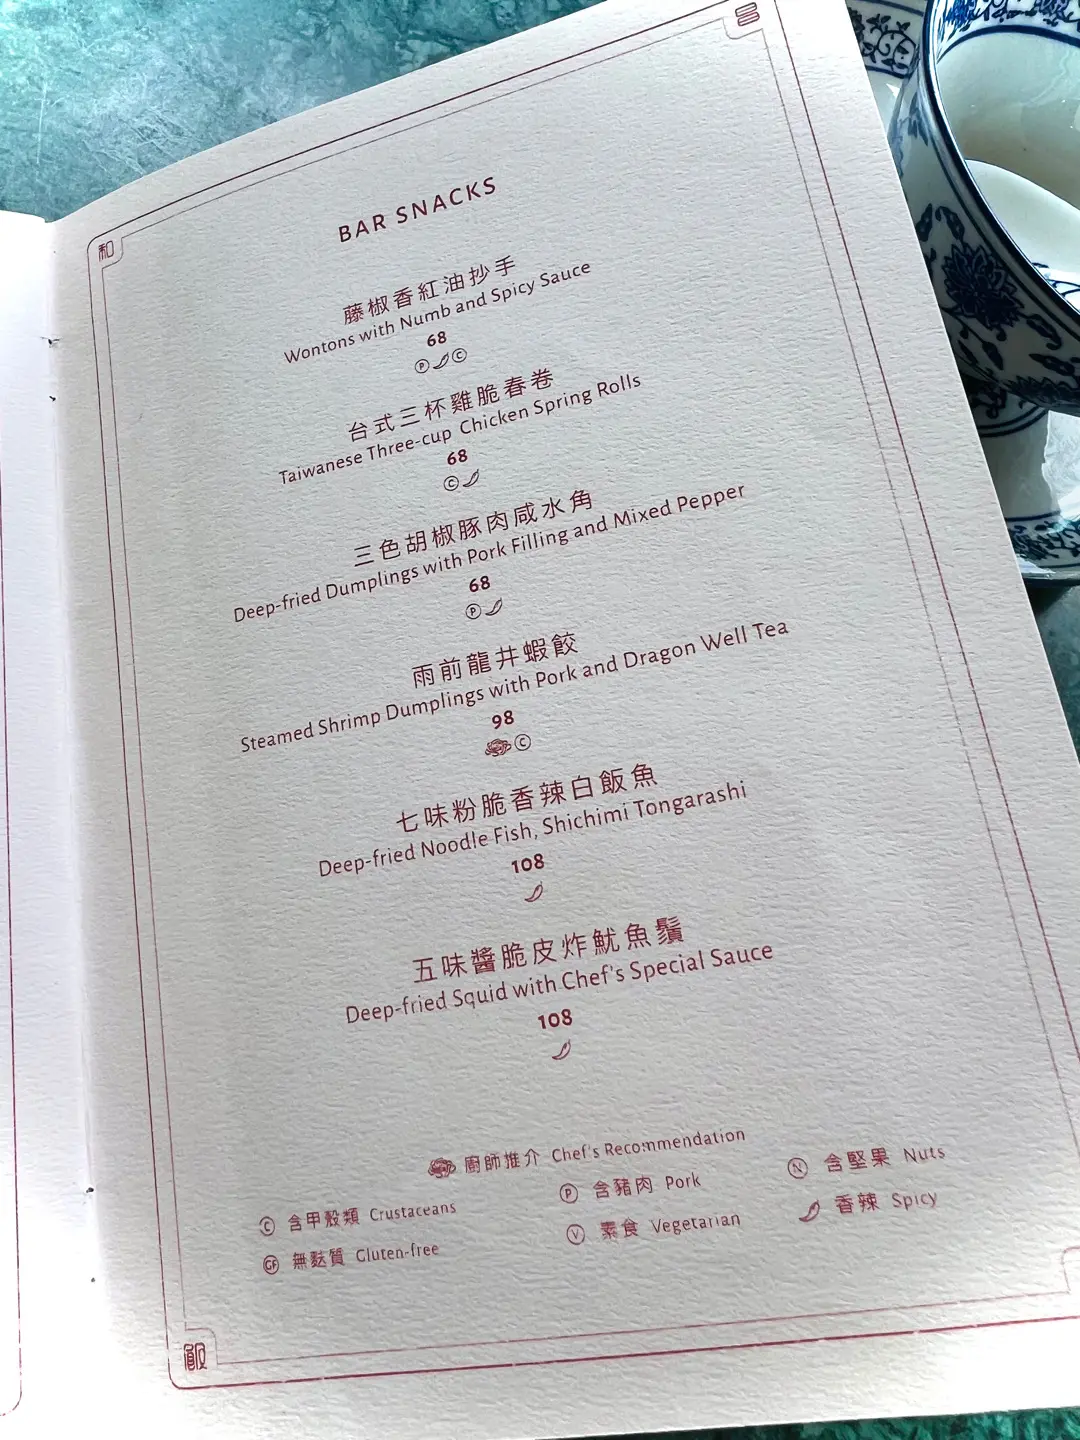 BAR SNACKS
藤椒香紅油抄手
Wontons with Numb and Spicy Sauce
68
P C
台式三杯雞脆春卷
Taiwanese Three-cup Chicken Spring Rolls
68
C
三色胡椒豚肉咸水角
Deep-fried Dumplings with Pork Filling and Mixed Pepper
68
P
雨前龍井蝦餃
Steamed Shrimp Dumplings with Pork and Dragon Well Tea
98
C
七味粉脆香辣白飯魚
Deep-fried Noodle Fish, Shichimi Tongarashi
108
五味醬脆皮炸魷魚鬚
Deep-fried Squid with Chef's Special Sauce
108
廚師推介 Chef's Recommendation
C 含甲殼類 Crustaceans
P 含豬肉 Pork
N 含堅果 Nuts
GF 無麩質 Gluten-free
V 素食 Vegetarian
香辣 Spicy
和
飯